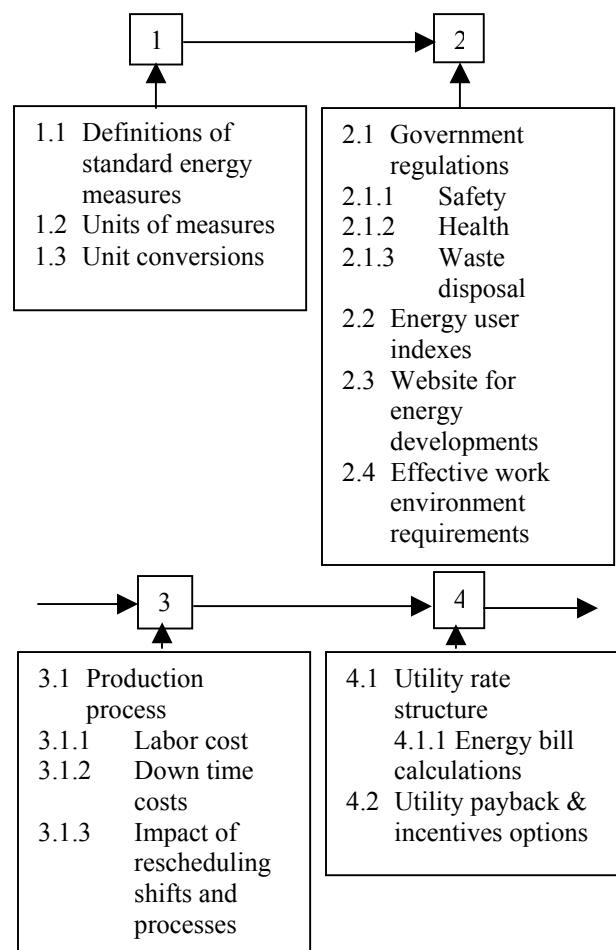 1
2
1.1 Definitions of
standard energy
measures
1.2 Units of measures
1.3 Unit conversions
2.1 Government
regulations
2.1.1 Safety
2.1.2 Health
2.1.3 Waste
disposal
2.2 Energy user
indexes
2.3 Website for
energy
developments
2.4 Effective work
environment
requirements
3
4
3.1 Production
process
3.1.1 Labor cost
3.1.2 Down time
costs
3.1.3 Impact of
rescheduling
shifts and
processes
4.1 Utility rate
structure
4.1.1 Energy bill
calculations
4.2 Utility payback &
incentives options